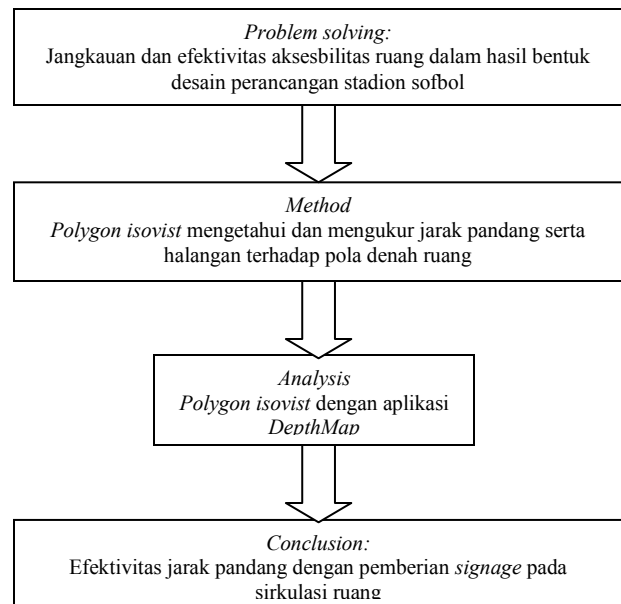 Problem solving:
Jangkauan dan efektivitas aksesbilitas ruang dalam hasil bentuk
desain perancangan stadion sofbol
Method
Polygon isovist mengetahui dan mengukur jarak pandang serta
halangan terhadap pola denah ruang
Analysis
Polygon isovist dengan aplikasi
DepthMap
Conclusion:
Efektivitas jarak pandang dengan pemberian signage pada
sirkulasi ruang